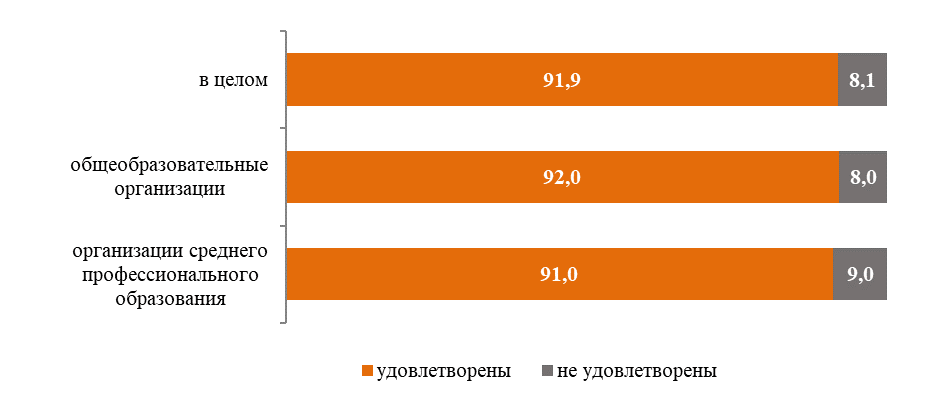 в целом
91,9
8,1
общеобразовательные
организации
92,0
8,0
организации среднего
профессионального
образования
91,0
9,0
удовлетворены
не удовлетворены